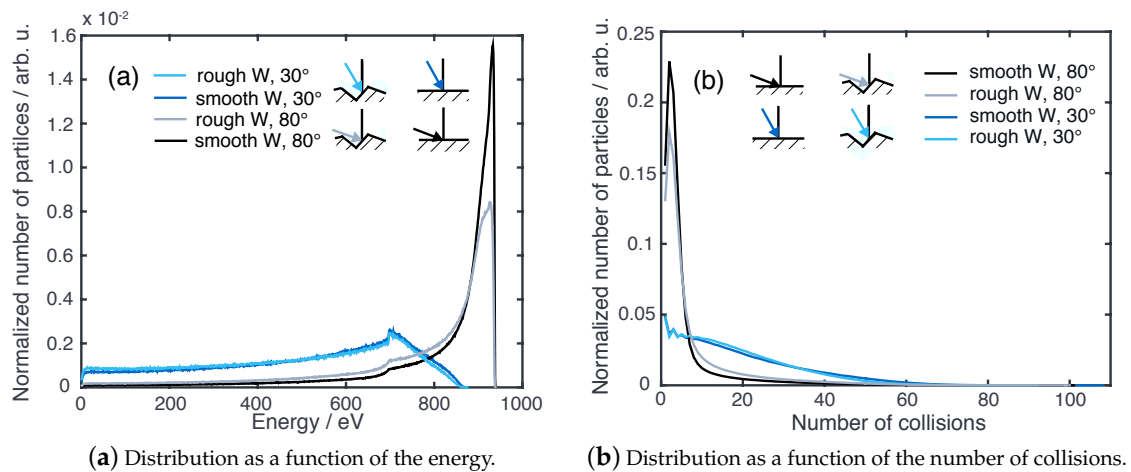 x 10⁻²
1.6
1.4
1.2
1.0
0.8
0.6
0.4
0.2
0
Normalized number of partilces / arb. u.
(a)
rough W, 30°
smooth W, 30°
rough W, 80°
smooth W, 80°
0 200 400 600 800 1000
Energy / eV
(a) Distribution as a function of the energy.
0.25
0.20
0.15
0.10
0.05
0
Normalized number of particles / arb. u.
(b)
smooth W, 80°
rough W, 80°
smooth W, 30°
rough W, 30°
0 20 40 60 80 100
Number of collisions
(b) Distribution as a function of the number of collisions.